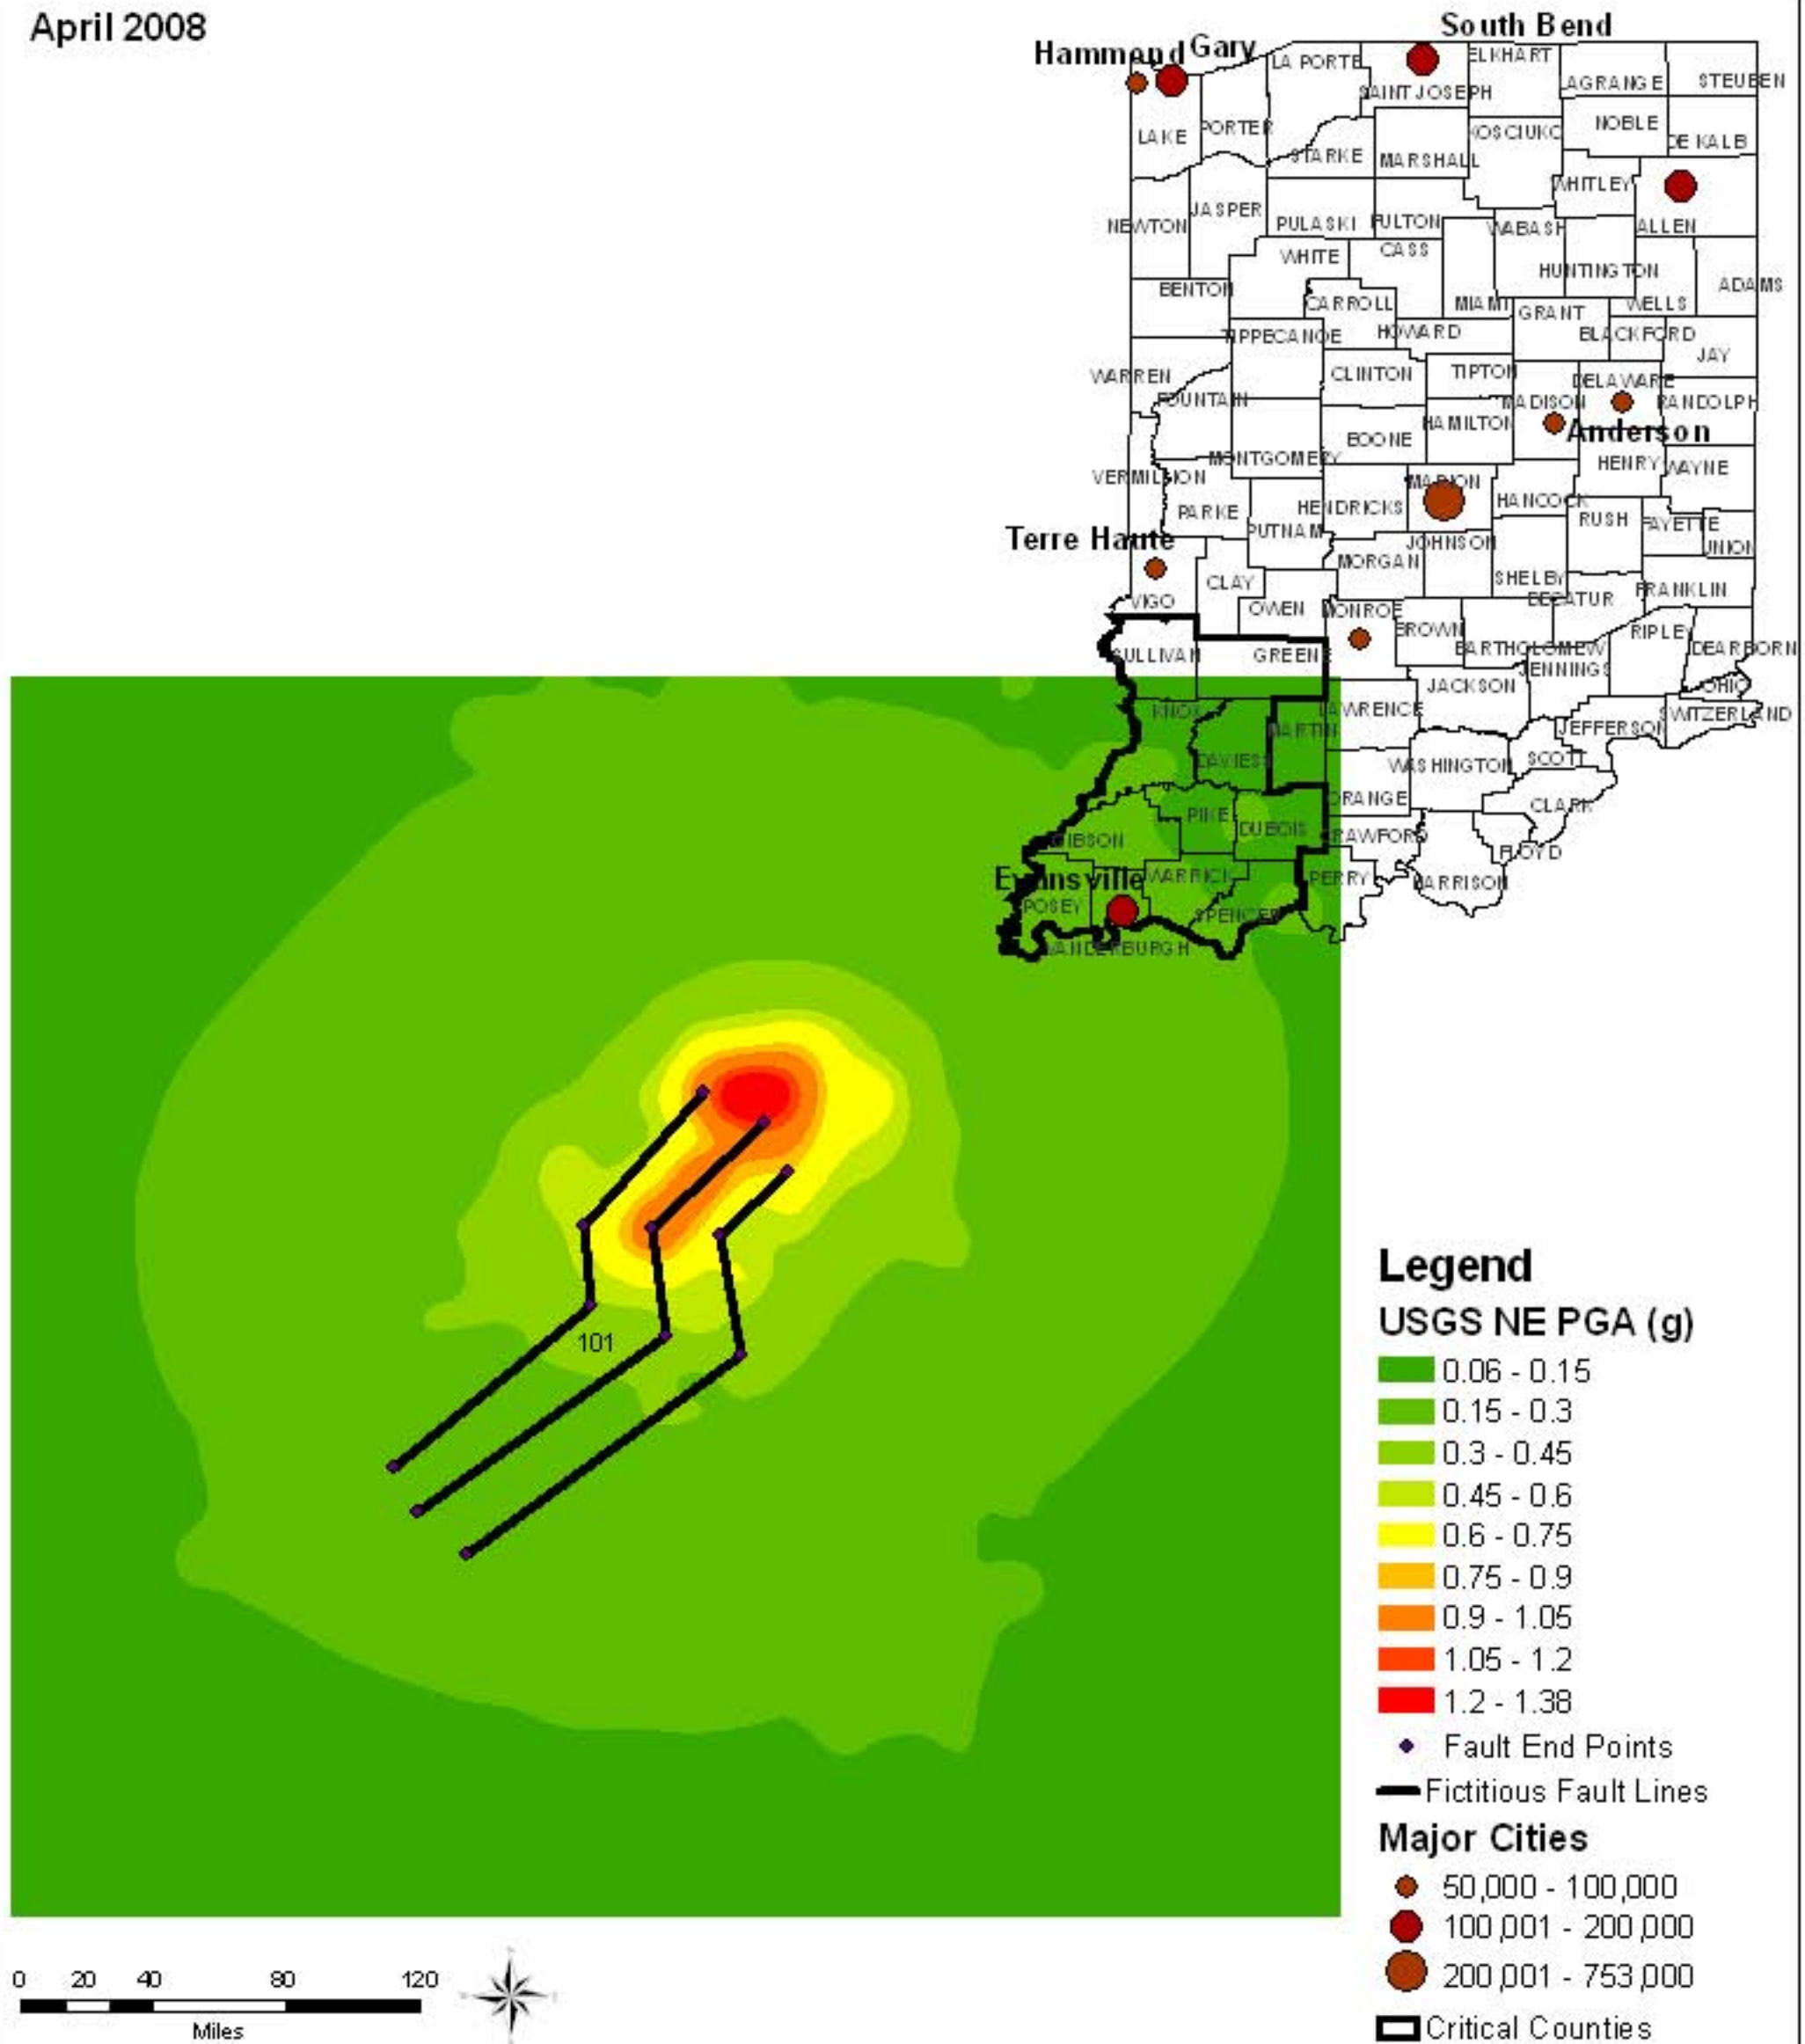 April 2008
South Bend
Hammond Gary
LA PORTE
ELKHART
LAGRANGE
STEUBEN
SAINT JOSEPH
LAKE
PORTER
KOSCIUKO
NOBLE
DE KALB
STARKE
MARSHALL
WHITLEY
NEWTON
JASPER
PULASKI
FULTON
WABASH
ALLEN
WHITE
CASS
HUNTINGTON
ADAMS
BENTON
CARROLL
MIAMI
GRANT
WELLS
TIPPECANOE
HOWARD
BLACKFORD
JAY
WARREN
CLINTON
TIPTON
DELAWARE
FOUNTAIN
MADISON
RANDOLPH
HAMILTON
BOONE
Anderson
MONTGOMERY
HENRY
WAYNE
VERMILLION
MARION
PARKE
HENDRICKS
HANCOCK
PUTNAM
RUSH
FAYETTE
Terre Haute
JOHNSON
UNION
MORGAN
CLAY
SHELBY
FRANKLIN
VIGO
OWEN
MONROE
DECATUR
BROWN
RIPLEY
SULLIVAN
GREENE
BARTHOLOMEW
DEARBORN
JENNINGS
JACKSON
OHIO
KNOX
LAWRENCE
SWITZERLAND
MARTIN
JEFFERSON
DAVIESS
WASHINGTON
SCOTT
ORANGE
CLARK
PIKE
DUBOIS
GIBSON
CRAWFORD
FLOYD
Evansville
WARRICK
PERRY
HARRISON
POSEY
SPENCER
VANDERBURGH
101
Legend
USGS NE PGA (g)
0.06 - 0.15
0.15 - 0.3
0.3 - 0.45
0.45 - 0.6
0.6 - 0.75
0.75 - 0.9
0.9 - 1.05
1.05 - 1.2
1.2 - 1.38
Fault End Points
Fictitious Fault Lines
Major Cities
50,000 - 100,000
100,001 - 200,000
200,001 - 753,000
Critical Counties
0 20 40 80 120
Miles